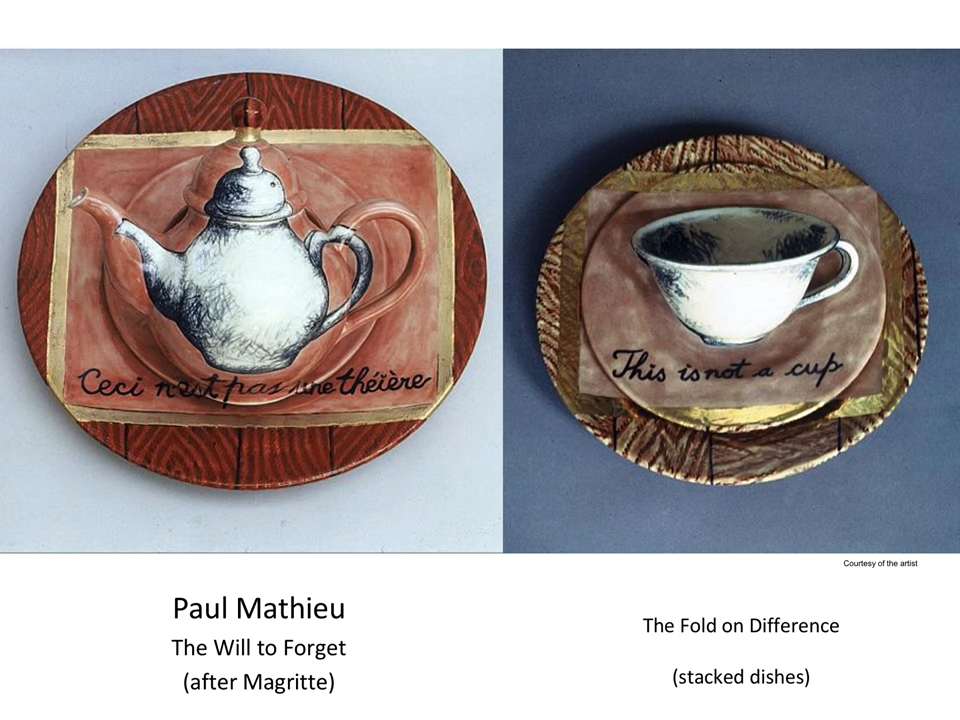 Ceci n'est pas une théière
This is not a cup
Courtesy of the artist
Paul Mathieu
The Will to Forget
(after Magritte)
The Fold on Difference
(stacked dishes)